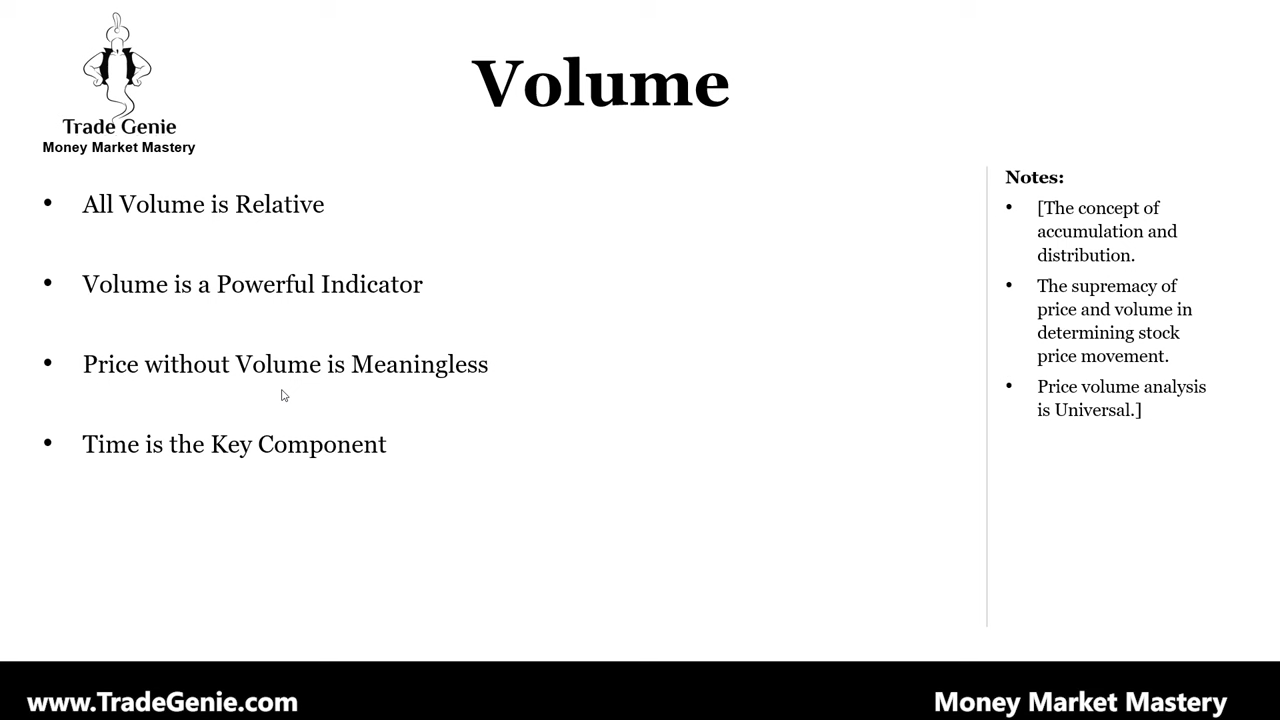 Trade Genie
Money Market Mastery
Volume
• All Volume is Relative
• Volume is a Powerful Indicator
• Price without Volume is Meaningless
• Time is the Key Component
Notes:
• [The concept of
accumulation and
distribution.
• The supremacy of
price and volume in
determining stock
price movement.
• Price volume analysis
is Universal.]
www.TradeGenie.com
Money Market Mastery